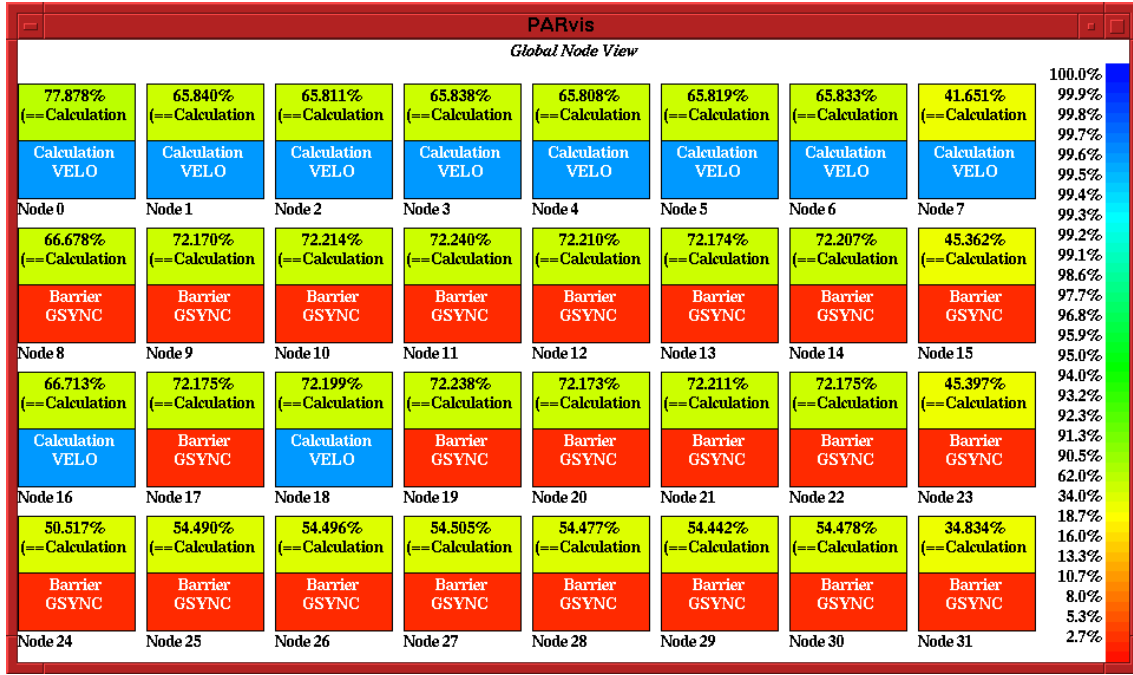 PARvis
Global Node View
77.878% 65.840% 65.811% 65.838% 65.808% 65.819% 65.833% 41.651%
(==Calculation (==Calculation (==Calculation (==Calculation (==Calculation (==Calculation (==Calculation (==Calculation
Calculation Calculation Calculation Calculation Calculation Calculation Calculation Calculation
VELO VELO VELO VELO VELO VELO VELO VELO
Node 0 Node 1 Node 2 Node 3 Node 4 Node 5 Node 6 Node 7
66.678% 72.170% 72.214% 72.240% 72.210% 72.174% 72.207% 45.362%
(==Calculation (==Calculation (==Calculation (==Calculation (==Calculation (==Calculation (==Calculation (==Calculation
Barrier Barrier Barrier Barrier Barrier Barrier Barrier Barrier
GSYNC GSYNC GSYNC GSYNC GSYNC GSYNC GSYNC GSYNC
Node 8 Node 9 Node 10 Node 11 Node 12 Node 13 Node 14 Node 15
66.713% 72.175% 72.199% 72.238% 72.173% 72.211% 72.175% 45.397%
(==Calculation (==Calculation (==Calculation (==Calculation (==Calculation (==Calculation (==Calculation (==Calculation
Calculation Barrier Calculation Barrier Barrier Barrier Barrier Barrier
VELO GSYNC VELO GSYNC GSYNC GSYNC GSYNC GSYNC
Node 16 Node 17 Node 18 Node 19 Node 20 Node 21 Node 22 Node 23
50.517% 54.490% 54.496% 54.505% 54.477% 54.442% 54.478% 34.834%
(==Calculation (==Calculation (==Calculation (==Calculation (==Calculation (==Calculation (==Calculation (==Calculation
Barrier Barrier Barrier Barrier Barrier Barrier Barrier Barrier
GSYNC GSYNC GSYNC GSYNC GSYNC GSYNC GSYNC GSYNC
Node 24 Node 25 Node 26 Node 27 Node 28 Node 29 Node 30 Node 31
100.0%
99.9%
99.8%
99.7%
99.6%
99.5%
99.4%
99.3%
99.2%
99.1%
98.6%
97.7%
96.8%
95.9%
95.0%
94.0%
93.2%
92.3%
91.3%
90.5%
62.0%
34.0%
18.7%
16.0%
13.3%
10.7%
8.0%
5.3%
2.7%